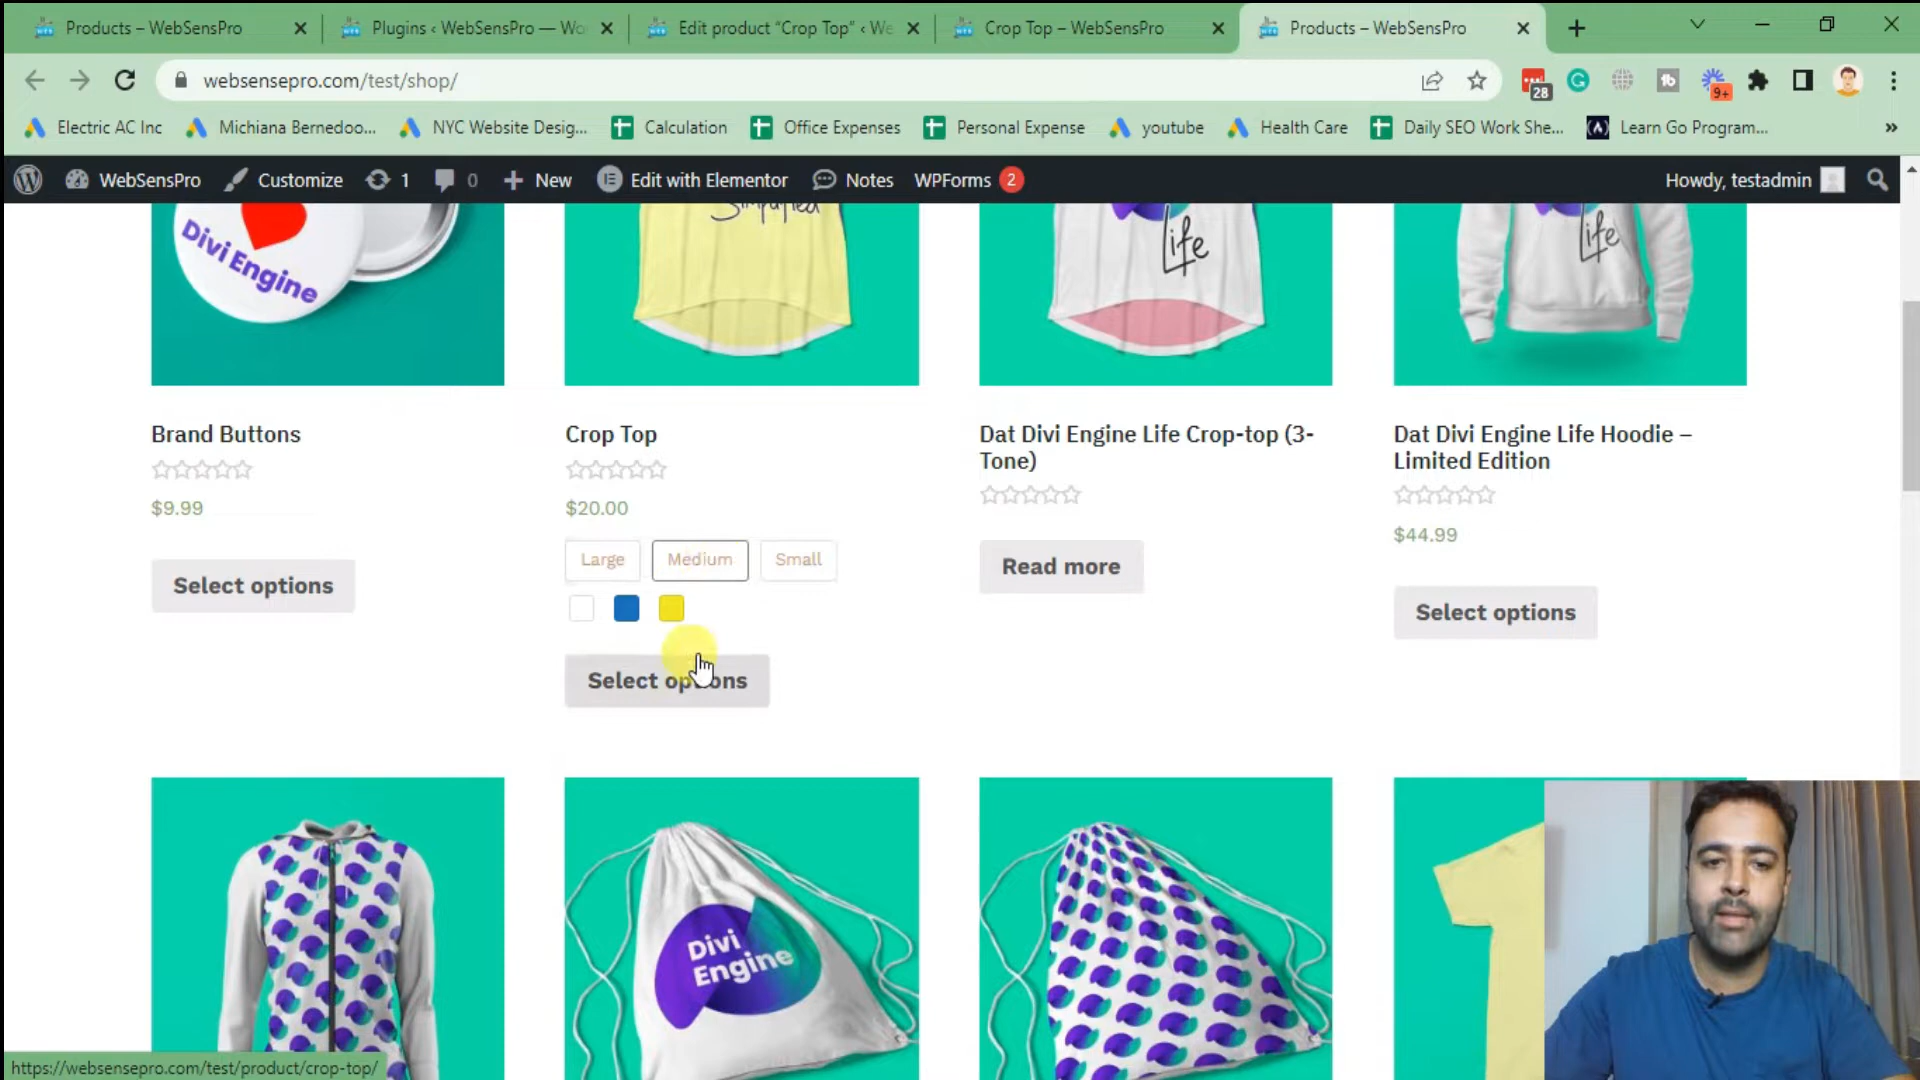 Products – WebSensPro
Plugins ‹ WebSensPro — Wo
Edit product “Crop Top” ‹ We
Crop Top – WebSensPro
Products – WebSensPro
websensepro.com/test/shop/
28
9+
Electric AC Inc
Michiana Bernedoo...
NYC Website Desig...
Calculation
Office Expenses
Personal Expense
youtube
Health Care
Daily SEO Work She...
Learn Go Program...
»
WebSensPro
Customize
1
0
New
Edit with Elementor
Notes
WPForms 2
Howdy, testadmin
Divi Engine
Simplified
Life
Life
Brand Buttons
$9.99
Select options
Crop Top
$20.00
Large
Medium
Small
Select options
Dat Divi Engine Life Crop-top (3-
Tone)
Read more
Dat Divi Engine Life Hoodie –
Limited Edition
$44.99
Select options
Divi
Engine
https://websensepro.com/test/product/crop-top/